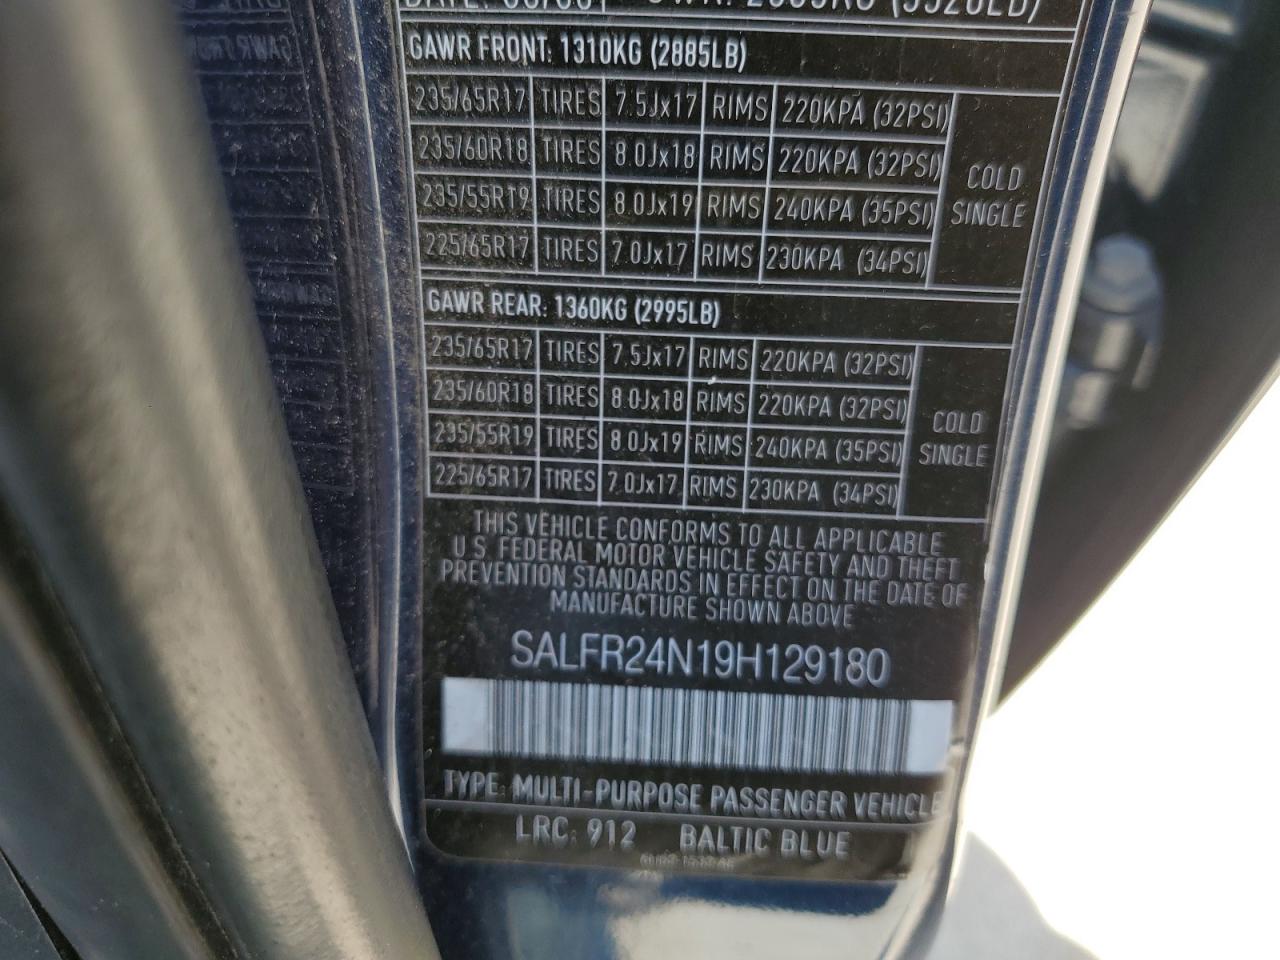 GAWR FRONT: 1310KG (2885LB)
235/65R17 TIRES 7.5Jx17 RIMS 220KPA (32PSI)
235/60R18 TIRES 8.0Jx18 RIMS 220KPA (32PSI)
235/55R19 TIRES 8.0Jx19 RIMS 240KPA (35PSI)
225/65R17 TIRES 7.0Jx17 RIMS 230KPA (34PSI)
COLD
SINGLE
GAWR REAR: 1360KG (2995LB)
235/65R17 TIRES 7.5Jx17 RIMS 220KPA (32PSI)
235/60R18 TIRES 8.0Jx18 RIMS 220KPA (32PSI)
235/55R19 TIRES 8.0Jx19 RIMS 240KPA (35PSI)
225/65R17 TIRES 7.0Jx17 RIMS 230KPA (34PSI)
COLD
SINGLE
THIS VEHICLE CONFORMS TO ALL APPLICABLE
U.S. FEDERAL MOTOR VEHICLE SAFETY AND THEFT
PREVENTION STANDARDS IN EFFECT ON THE DATE OF
MANUFACTURE SHOWN ABOVE
SALFR24N19H129180
TYPE: MULTI-PURPOSE PASSENGER VEHICLE
LRC: 912 BALTIC BLUE